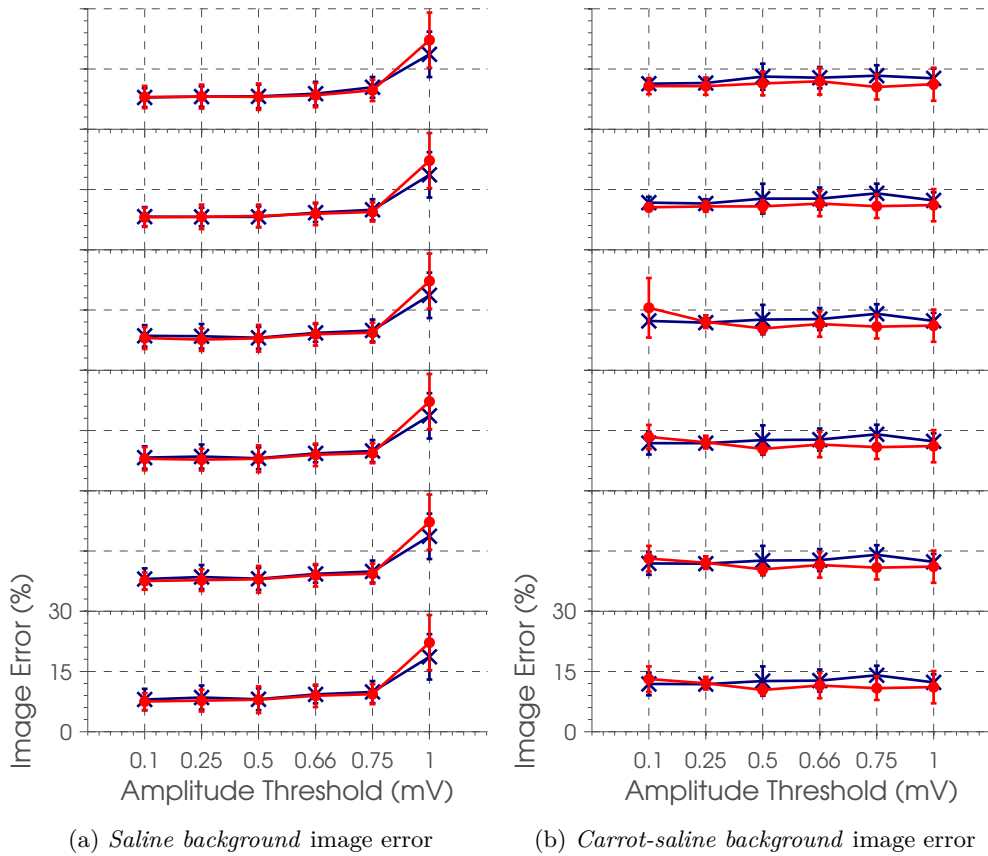 Image Error (%)
30
15
0
0.1 0.25 0.5 0.66 0.75 1
Amplitude Threshold (mV)
(a) Saline background image error
Image Error (%)
15
0
0.1 0.25 0.5 0.66 0.75 1
Amplitude Threshold (mV)
(b) Carrot-saline background image error
30